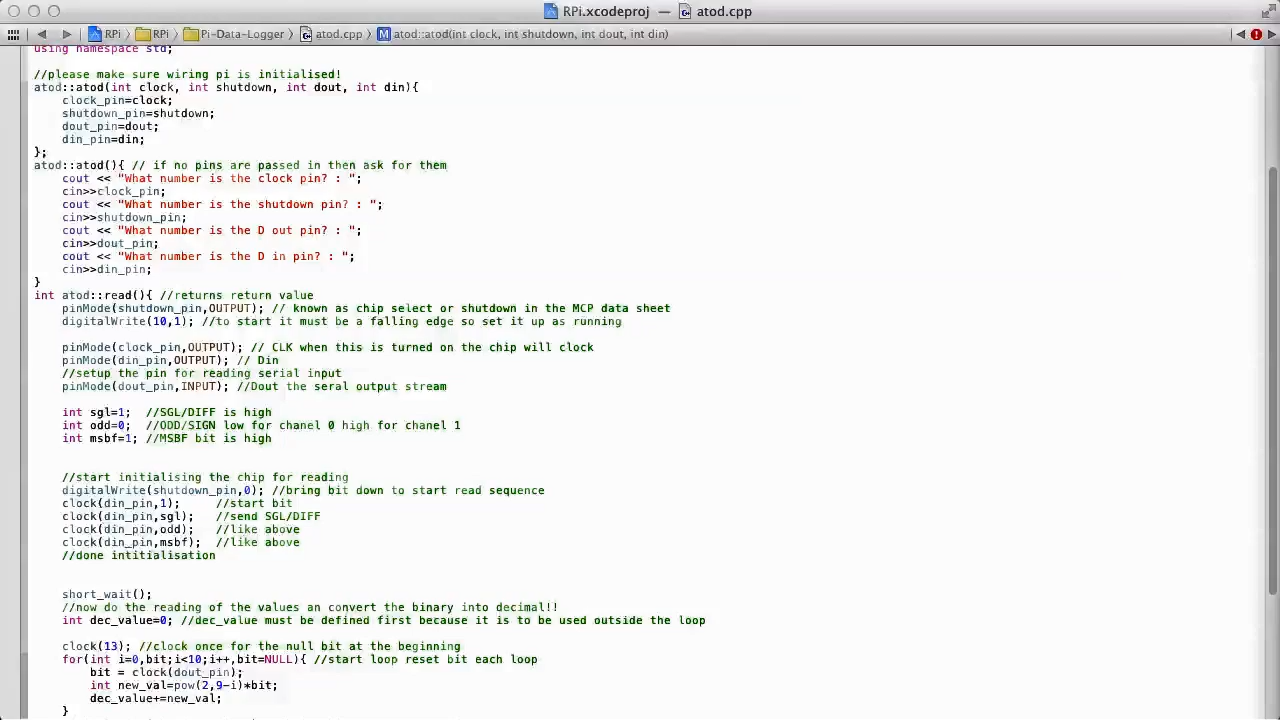 RPi.xcodeproj — atod.cpp
RPi RPi Pi-Data-Logger atod.cpp M atod::atod(int clock, int shutdown, int dout, int din)
using namespace std;
//please make sure wiring pi is initialised!
atod::atod(int clock, int shutdown, int dout, int din){
clock_pin=clock;
shutdown_pin=shutdown;
dout_pin=dout;
din_pin=din;
};
atod::atod(){ // if no pins are passed in then ask for them
cout << "What number is the clock pin? : ";
cin>>clock_pin;
cout << "What number is the shutdown pin? : ";
cin>>shutdown_pin;
cout << "What number is the D out pin? : ";
cin>>dout_pin;
cout << "What number is the D in pin? : ";
cin>>din_pin;
}
int atod::read(){ //returns return value
pinMode(shutdown_pin,OUTPUT); // known as chip select or shutdown in the MCP data sheet
digitalWrite(10,1); //to start it must be a falling edge so set it up as running
pinMode(clock_pin,OUTPUT); // CLK when this is turned on the chip will clock
pinMode(din_pin,OUTPUT); // Din
//setup the pin for reading serial input
pinMode(dout_pin,INPUT); //Dout the seral output stream
int sgl=1; //SGL/DIFF is high
int odd=0; //ODD/SIGN low for chanel 0 high for chanel 1
int msbf=1; //MSBF bit is high
//start initialising the chip for reading
digitalWrite(shutdown_pin,0); //bring bit down to start read sequence
clock(din_pin,1); //start bit
clock(din_pin,sgl); //send SGL/DIFF
clock(din_pin,odd); //like above
clock(din_pin,msbf); //like above
//done intitialisation
short_wait();
//now do the reading of the values an convert the binary into decimal!!
int dec_value=0; //dec_value must be defined first because it is to be used outside the loop
clock(13); //clock once for the null bit at the beginning
for(int i=0,bit;i<10;i++,bit=NULL){ //start loop reset bit each loop
bit = clock(dout_pin);
int new_val=pow(2,9-i)*bit;
dec_value+=new_val;
}